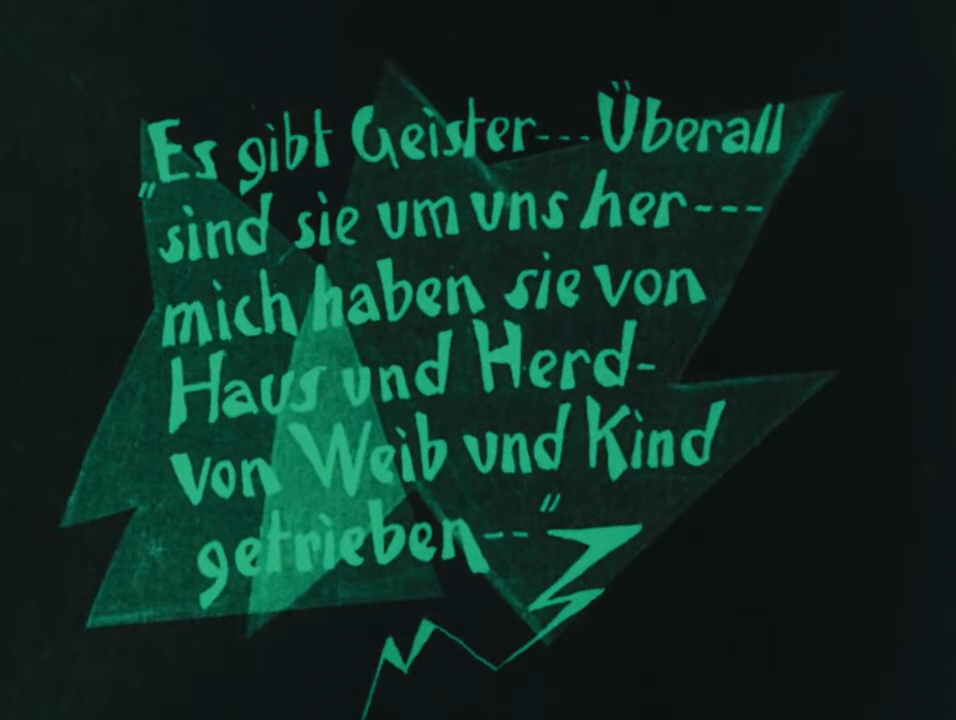 „Es gibt Geister--- Überall
sind sie um uns her---
mich haben sie von
Haus und Herd-
von Weib und Kind
getrieben---"